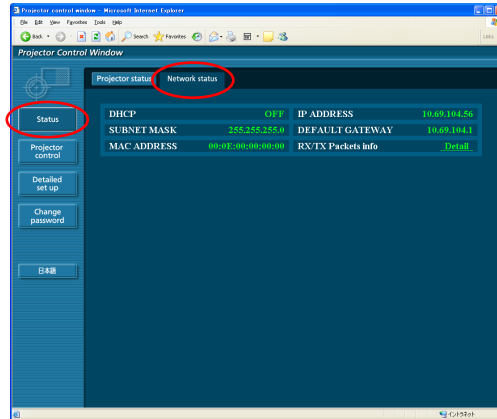 Projector control window - Microsoft Internet Explorer
File Edit View Favorites Tools Help
Back Search Favorites
Links
Projector Control Window
Projector status Network status
Status
DHCP OFF IP ADDRESS 10.69.104.56
SUBNET MASK 255.255.255.0 DEFAULT GATEWAY 10.69.104.1
MAC ADDRESS 00:0E:00:00:00:00 RX/TX Packets info Detail
Projector
control
Detailed
set up
Change
password
日本語
イントラネット